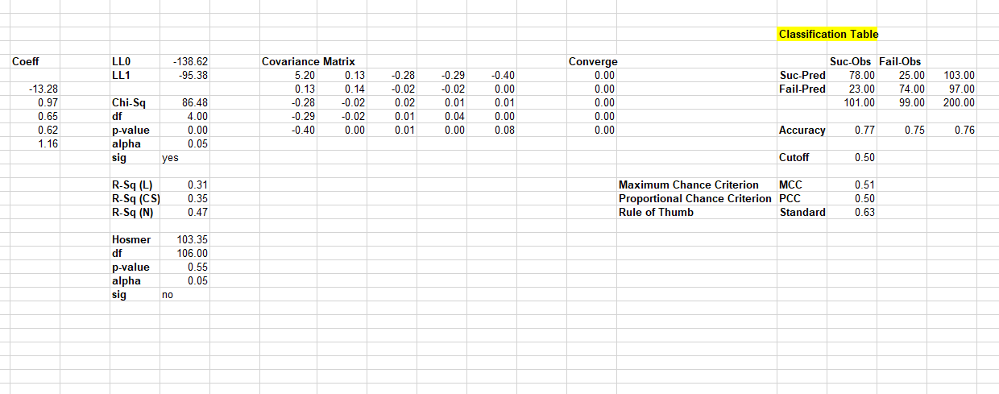 Classification Table
Coeff LL0 -138.62 Covariance Matrix Converge Suc-Obs Fail-Obs
LL1 -95.38 5.20 0.13 -0.28 -0.29 -0.40 0.00 Suc-Pred 78.00 25.00 103.00
-13.28 0.13 0.14 -0.02 -0.02 0.00 0.00 Fail-Pred 23.00 74.00 97.00
0.97 Chi-Sq 86.48 -0.28 -0.02 0.02 0.01 0.01 0.00 101.00 99.00 200.00
0.65 df 4.00 -0.29 -0.02 0.01 0.04 0.00 0.00
0.62 p-value 0.00 -0.40 0.00 0.01 0.00 0.08 0.00 Accuracy 0.77 0.75 0.76
1.16 alpha 0.05
sig yes Cutoff 0.50
R-Sq (L) 0.31 Maximum Chance Criterion MCC 0.51
R-Sq (CS) 0.35 Proportional Chance Criterion PCC 0.50
R-Sq (N) 0.47 Rule of Thumb Standard 0.63
Hosmer 103.35
df 106.00
p-value 0.55
alpha 0.05
sig no